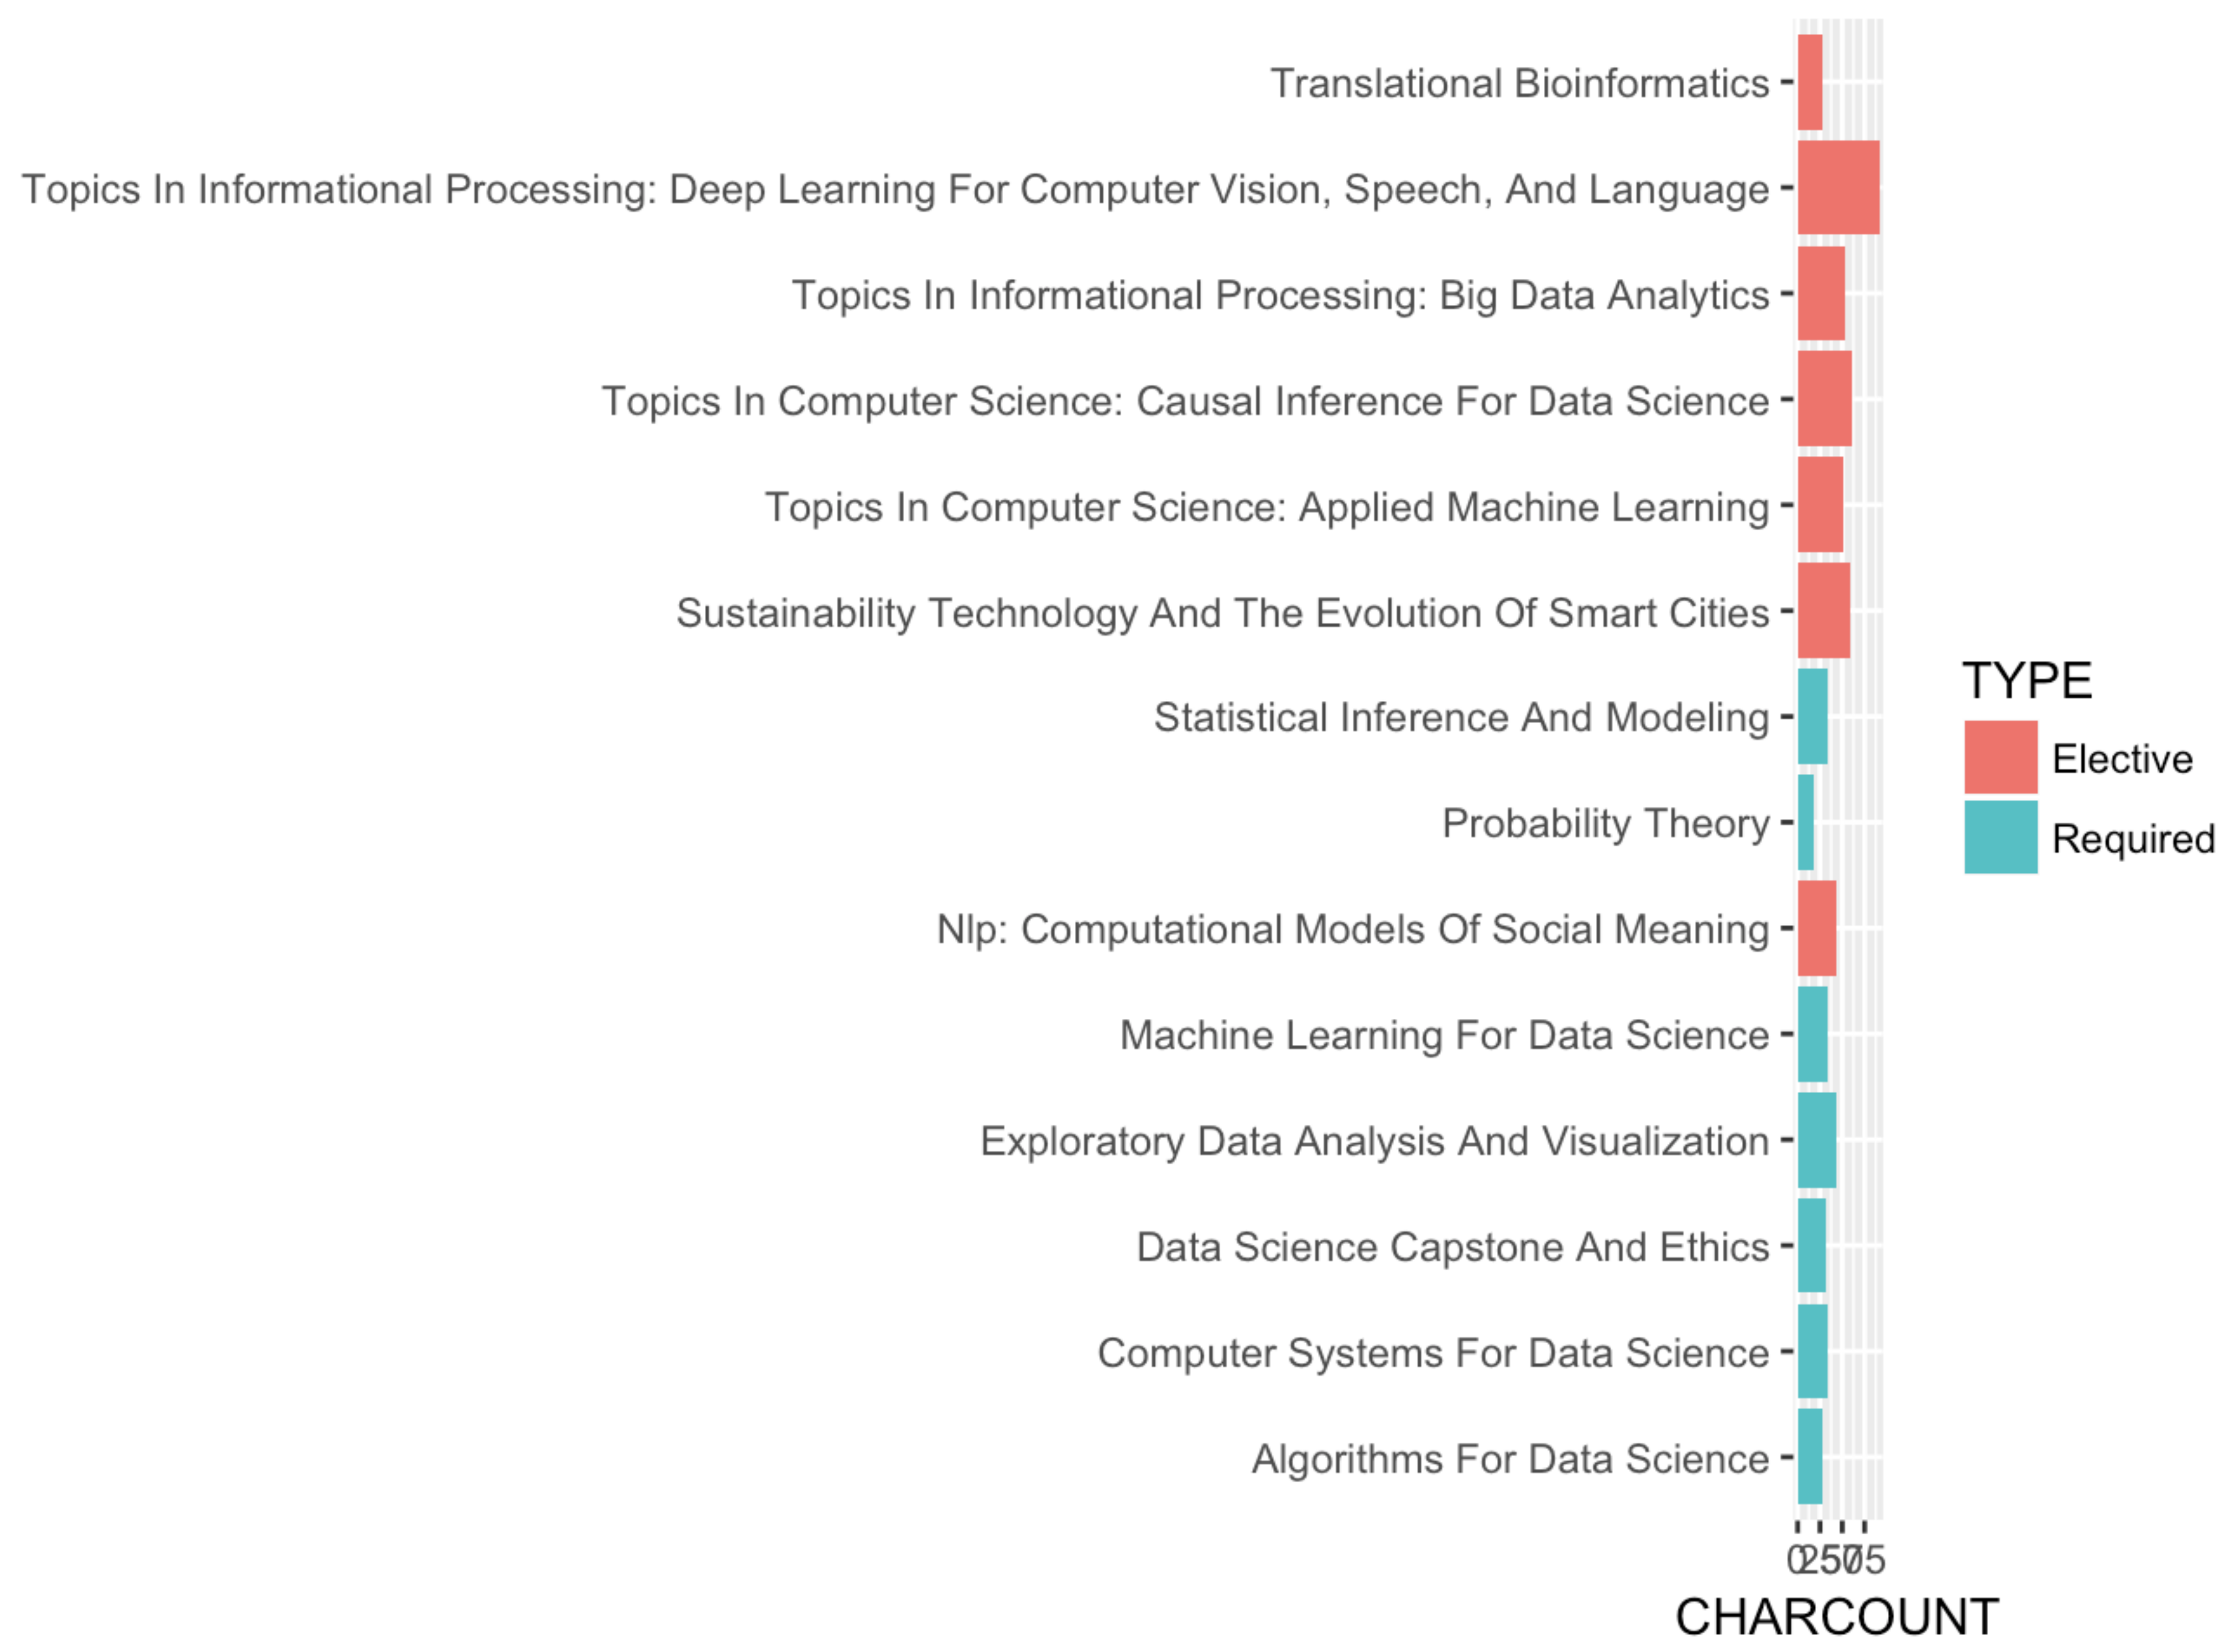 Translational Bioinformatics
Topics In Informational Processing: Deep Learning For Computer Vision, Speech, And Language
Topics In Informational Processing: Big Data Analytics
Topics In Computer Science: Causal Inference For Data Science
Topics In Computer Science: Applied Machine Learning
Sustainability Technology And The Evolution Of Smart Cities
Statistical Inference And Modeling
Probability Theory
Nlp: Computational Models Of Social Meaning
Machine Learning For Data Science
Exploratory Data Analysis And Visualization
Data Science Capstone And Ethics
Computer Systems For Data Science
Algorithms For Data Science
0 25 50 75
CHARCOUNT
TYPE
Elective
Required